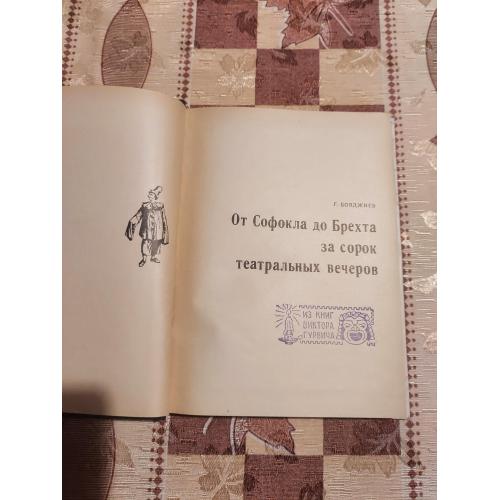 Г. БОЯДЖИЕВ
От Софокла до Брехта
за сорок
театральных вечеров
ИЗ КНИГ
ВИКТОРА
ГУРВИЧА